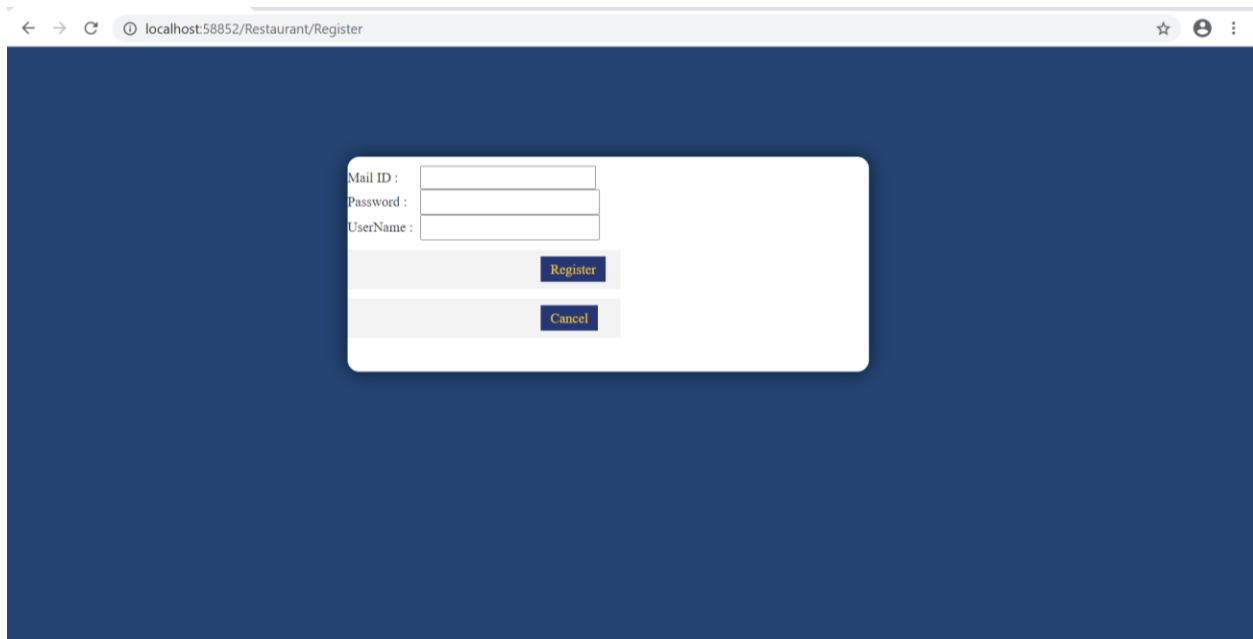 localhost:58852/Restaurant/Register
Mail ID :
Password :
UserName :
Register
Cancel